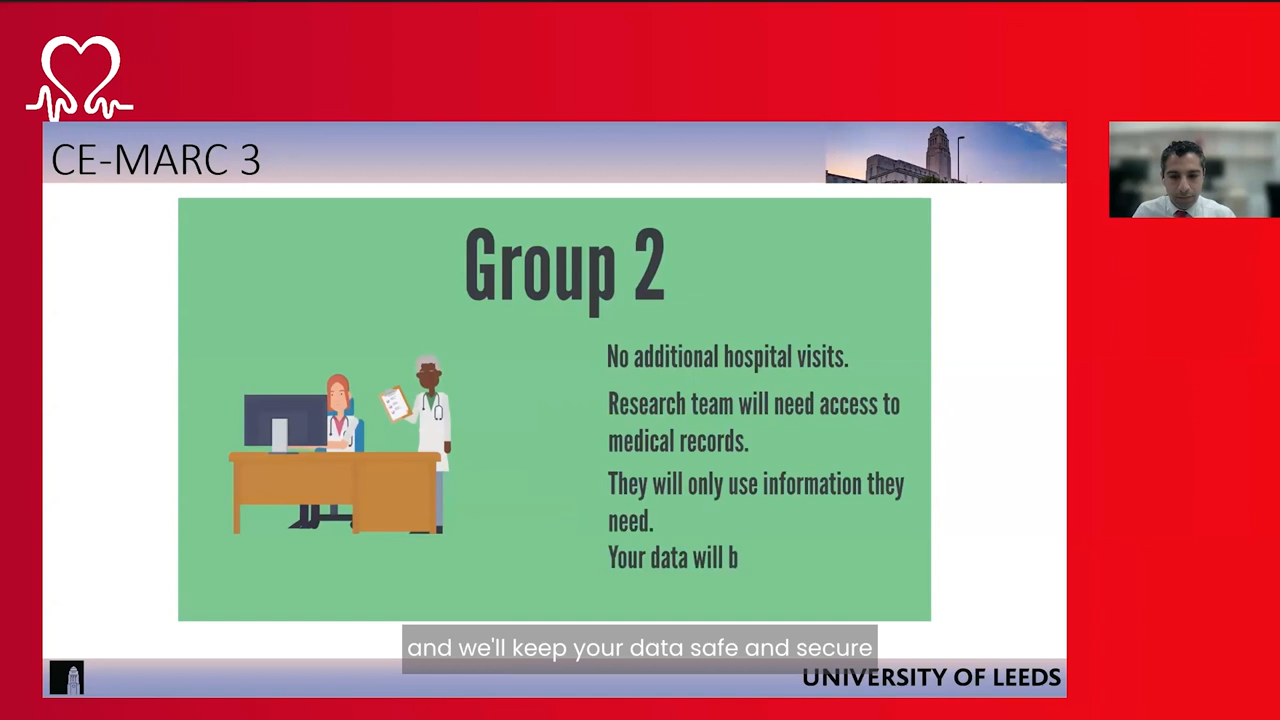 CE-MARC 3
Group 2
No additional hospital visits.
Research team will need access to
medical records.
They will only use information they
need.
Your data will b
and we'll keep your data safe and secure
UNIVERSITY OF LEEDS